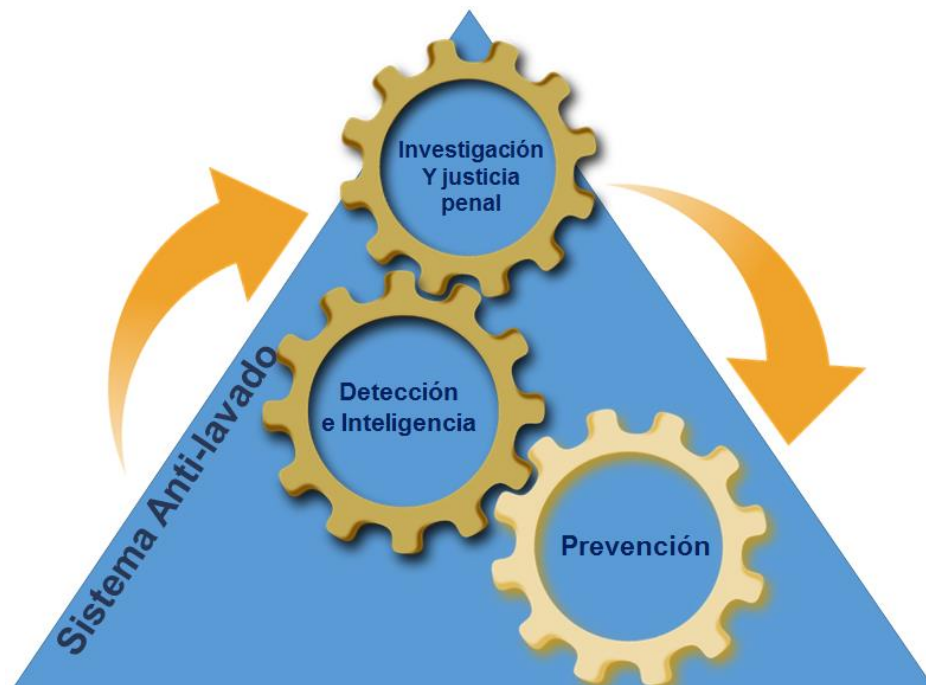 Investigación
Y justicia
penal
Detección
e Inteligencia
Sistema Anti-lavado
Prevención